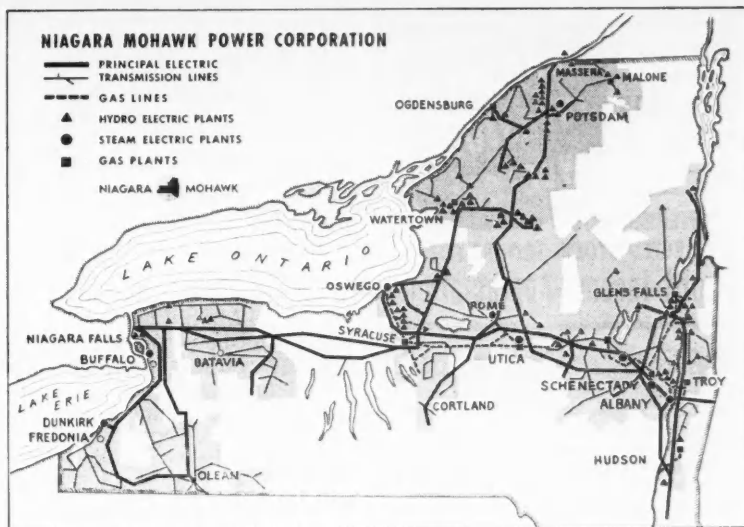 NIAGARA MOHAWK POWER CORPORATION
PRINCIPAL ELECTRIC
TRANSMISSION LINES
GAS LINES
HYDRO ELECTRIC PLANTS
STEAM ELECTRIC PLANTS
GAS PLANTS
NIAGARA MOHAWK
MASSENA
MALONE
OGDENSBURG
POTSDAM
WATERTOWN
LAKE ONTARIO
OSWEGO
ROME
GLENS FALLS
SYRACUSE
NIAGARA FALLS
BUFFALO
BATAVIA
UTICA
SCHENECTADY
TROY
ALBANY
LAKE
ERIE
CORTLAND
DUNKIRK
FREDONIA
HUDSON
OLEAN